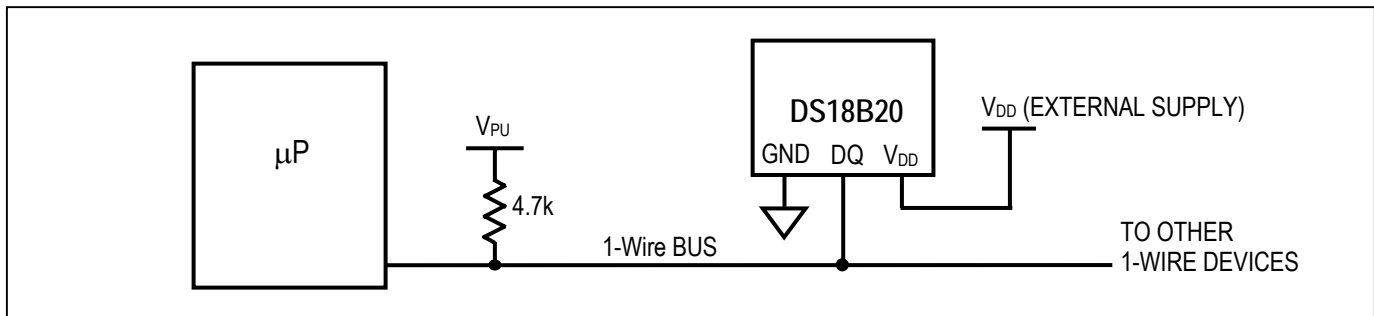 DS18B20
V_DD (EXTERNAL SUPPLY)
μP
V_PU
GND DQ V_DD
4.7k
1-Wire BUS
TO OTHER
1-WIRE DEVICES